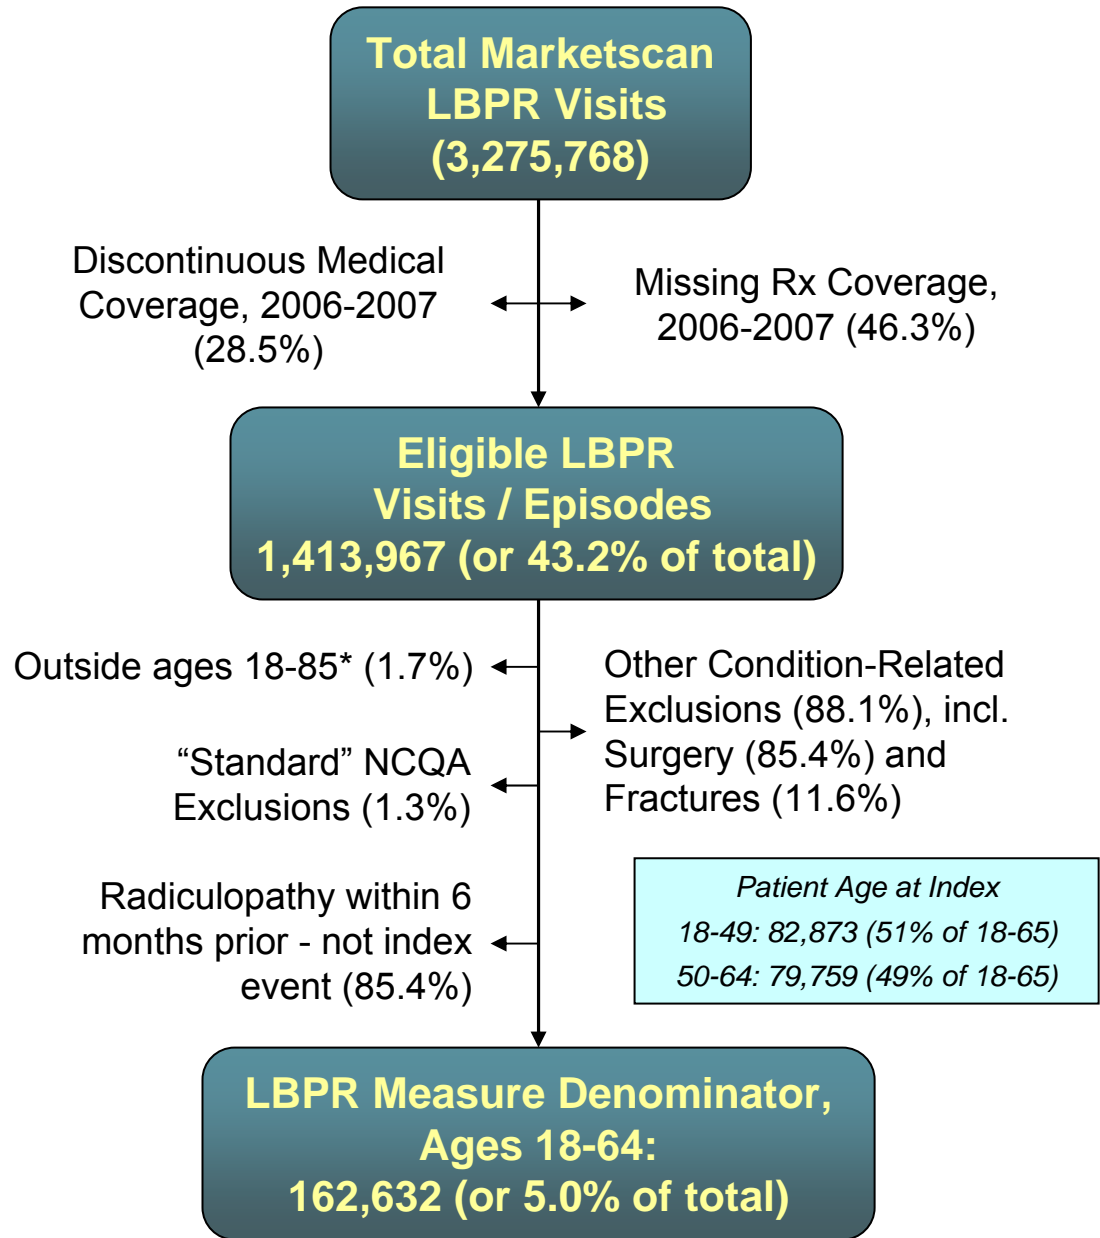 Total Marketscan
LBPR Visits
(3,275,768)
Discontinuous Medical
Coverage, 2006-2007
(28.5%)
Missing Rx Coverage,
2006-2007 (46.3%)
Eligible LBPR
Visits / Episodes
1,413,967 (or 43.2% of total)
Outside ages 18-85* (1.7%)
Other Condition-Related
Exclusions (88.1%), incl.
Surgery (85.4%) and
Fractures (11.6%)
“Standard” NCQA
Exclusions (1.3%)
Radiculopathy within 6
months prior - not index
event (85.4%)
Patient Age at Index
18-49: 82,873 (51% of 18-65)
50-64: 79,759 (49% of 18-65)
LBPR Measure Denominator,
Ages 18-64:
162,632 (or 5.0% of total)